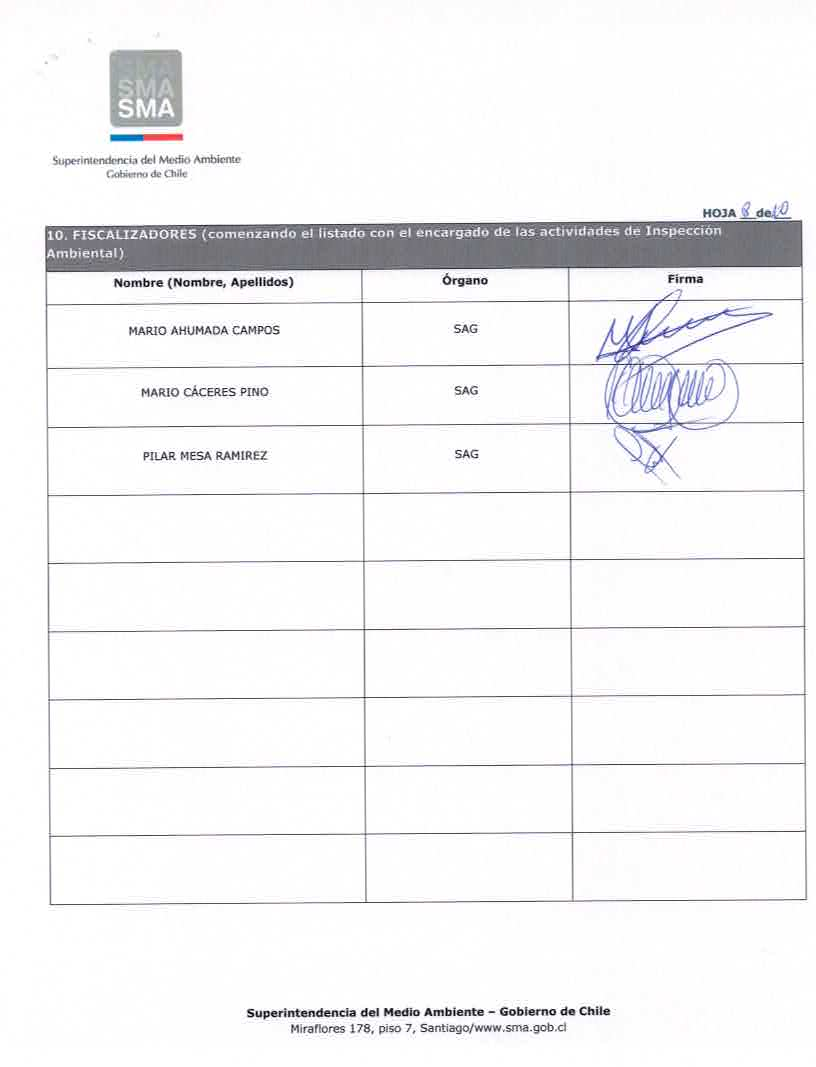 SMA
SMA
SMA
Superintendencia del Medio Ambiente
Gobierno de Chile
HOJA 8 de 10
10. FISCALIZADORES (comenzando el listado con el encargado de las actividades de Inspección
Ambiental)
Nombre (Nombre, Apellidos) Órgano Firma
MARIO AHUMADA CAMPOS SAG
MARIO CÁCERES PINO SAG
PILAR MESA RAMIREZ SAG
Superintendencia del Medio Ambiente – Gobierno de Chile
Miraflores 178, piso 7, Santiago/www.sma.gob.cl